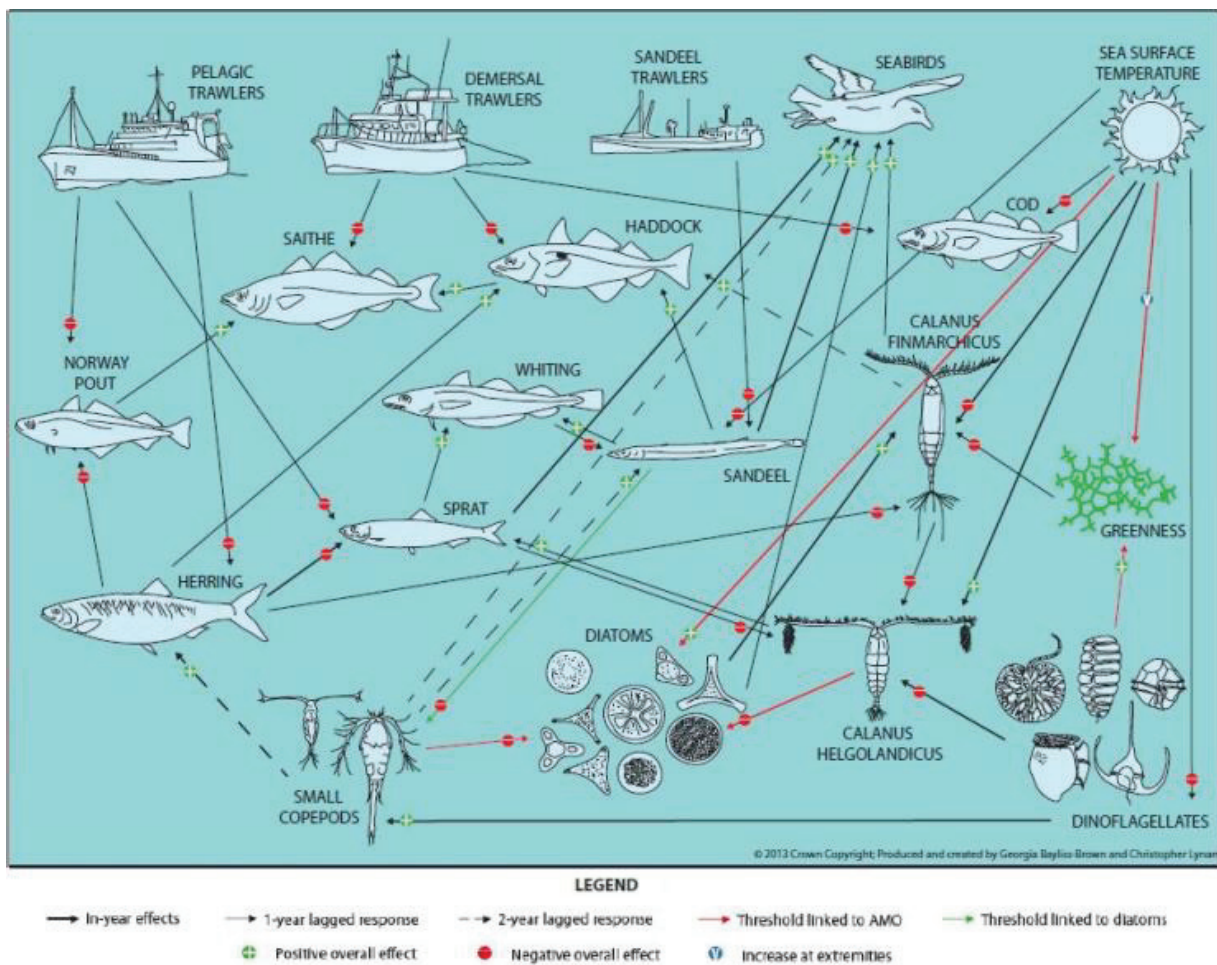 PELAGIC
TRAWLERS
DEMERSAL
TRAWLERS
SANDEEL
TRAWLERS
SEABIRDS
SEA SURFACE
TEMPERATURE
SAITHE
HADDOCK
COD
NORWAY
POUT
WHITING
CALANUS
FINMARCHICUS
SANDEEL
SPRAT
GREENNESS
HERRING
DIATOMS
CALANUS
HELGOLANDICUS
SMALL
COPEPODS
DINOFLAGELLATES
© 2013 Crown Copyright; Produced and created by Georgia Bayliss-Brown and Christopher Lynam
LEGEND
In-year effects
1-year lagged response
2-year lagged response
Threshold linked to AMO
Threshold linked to diatoms
Positive overall effect
Negative overall effect
Increase at extremities